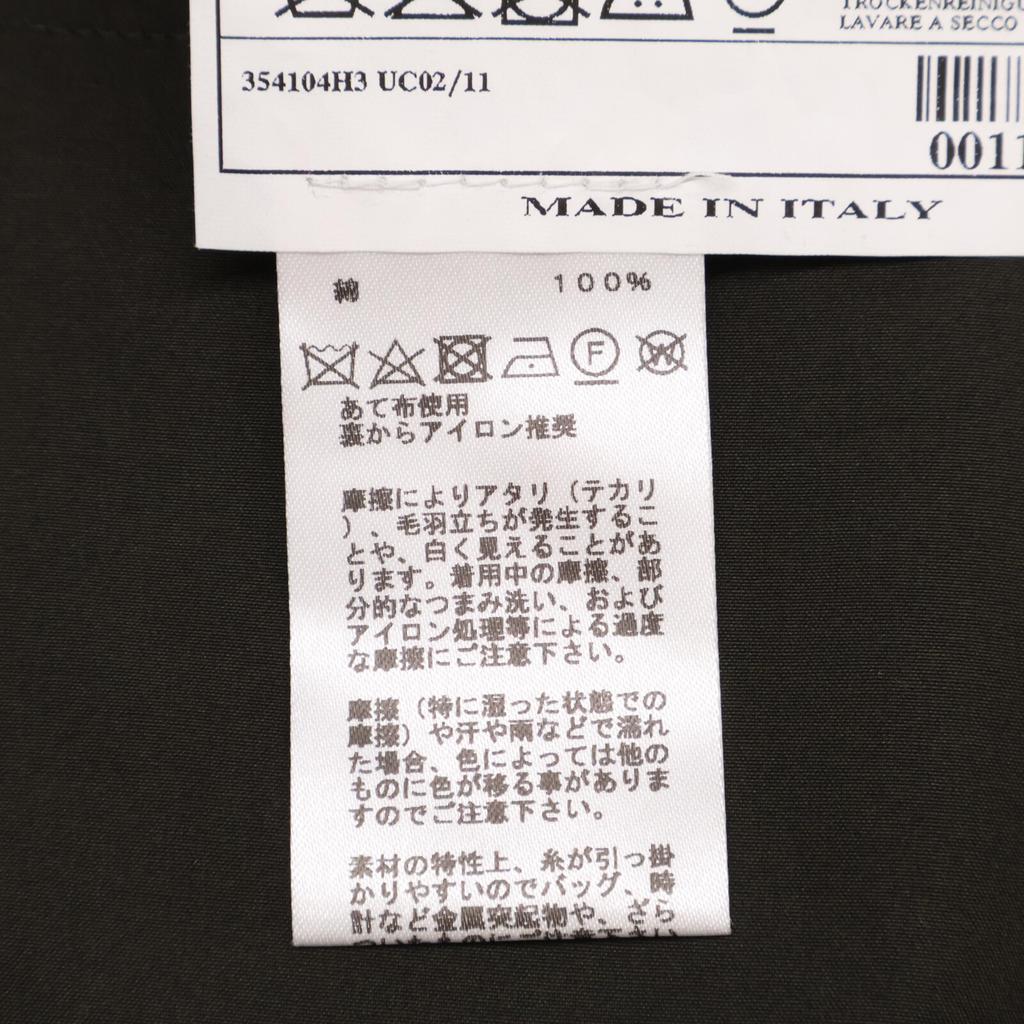 LAVARE A SECCO
354104H3 UC02/11
0011
MADE IN ITALY
綿 100%
F
W
あて布使用
裏からアイロン推奨
摩擦によりアタリ（テカリ
）、毛羽立ちが発生するこ
とや、白く見えることがあ
ります。着用中の摩擦、部
分的なつまみ洗い、および
アイロン処理等による過度
な摩擦にご注意下さい。
摩擦（特に湿った状態での
摩擦）や汗や雨などで濡れ
た場合、色によっては他の
ものに色が移る事がありま
すのでご注意下さい。
素材の特性上、糸が引っ掛
かりやすいのでバッグ、時
計など金属突起物や、ざら